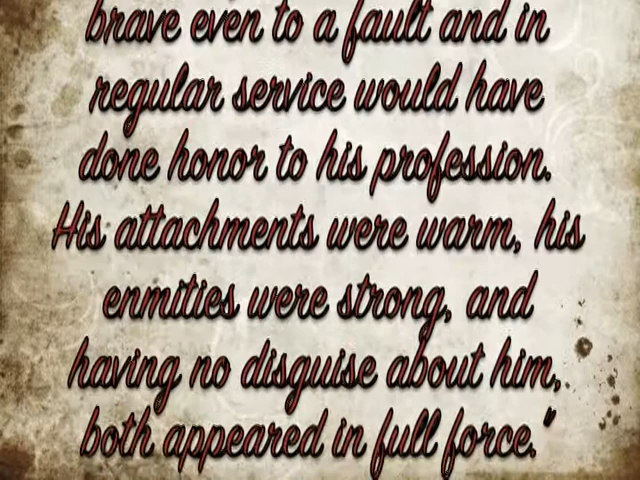 brave even to a fault and in
regular service would have
done honor to his profession.
His attachments were warm, his
enmities were strong, and
having no disguise about him,
both appeared in full force."